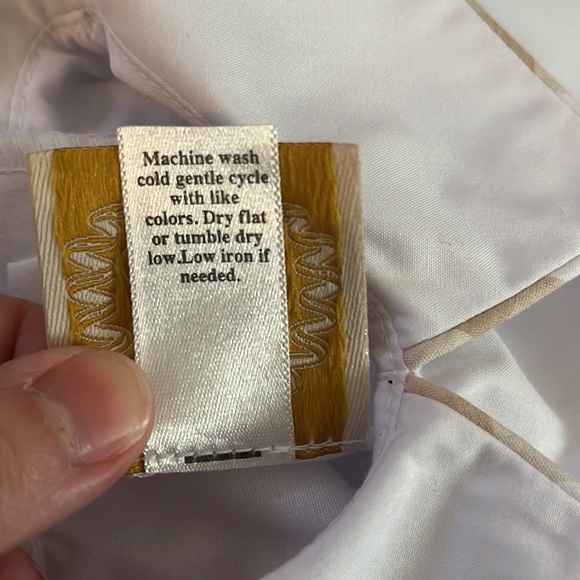 Machine wash
cold gentle cycle
with like
colors. Dry flat
or tumble dry
low.Low iron if
needed.